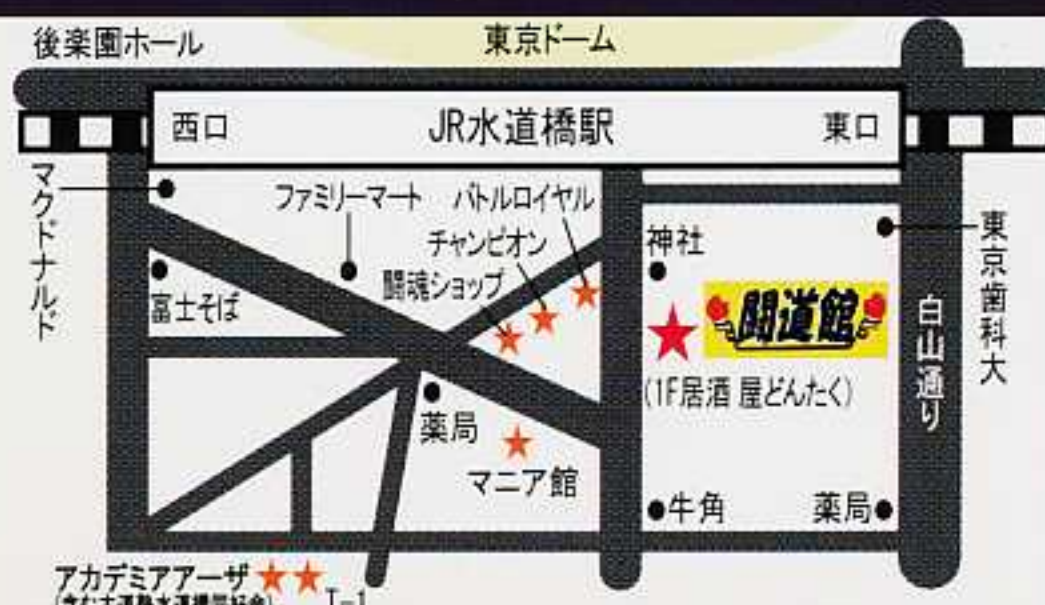 後楽園ホール
東京ドーム
西口
JR水道橋駅
東口
マクドナルド
ファミリーマート
バトルロイヤル
チャンピオン
闘魂ショップ
富士そば
神社
闘道館
(1F居酒屋どんたく)
東京歯科大
白山通り
薬局
マニア館
牛角
薬局
アカデミアアーザ
T-1